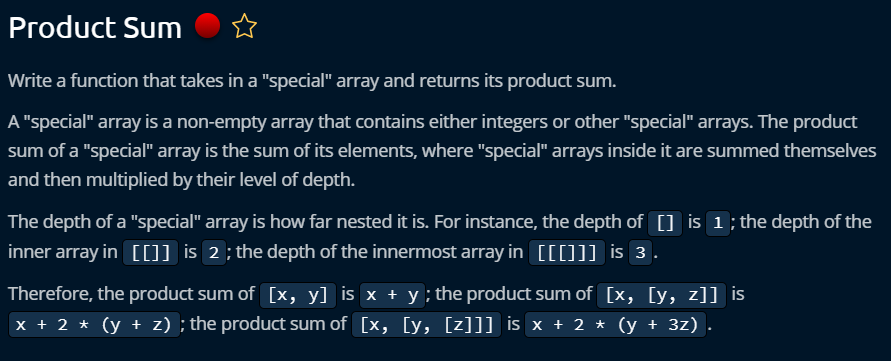 Product Sum
Write a function that takes in a "special" array and returns its product sum.
A "special" array is a non-empty array that contains either integers or other "special" arrays. The product
sum of a "special" array is the sum of its elements, where "special" arrays inside it are summed themselves
and then multiplied by their level of depth.
The depth of a "special" array is how far nested it is. For instance, the depth of [] is 1; the depth of the
inner array in [[]] is 2; the depth of the innermost array in [[[]]] is 3.
Therefore, the product sum of [x, y] is x + y; the product sum of [x, [y, z]] is
x + 2 * (y + z); the product sum of [x, [y, [z]]] is x + 2 * (y + 3z).